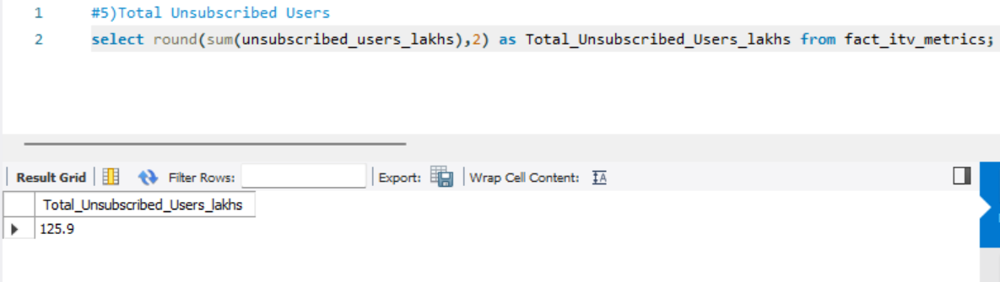 1 #5)Total Unsubscribed Users
2 select round(sum(unsubscribed_users_lakhs),2) as Total_Unsubscribed_Users_lakhs from fact_itv_metrics;
Result Grid Filter Rows: Export: Wrap Cell Content: IA
Total_Unsubscribed_Users_lakhs
125.9